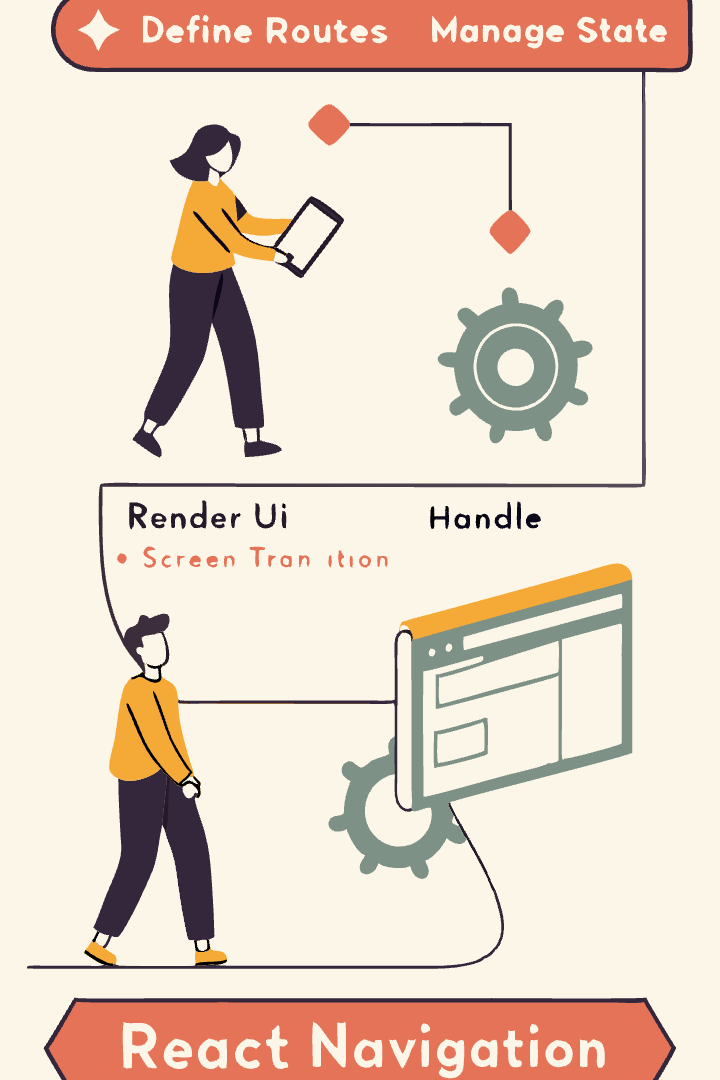 Define Routes Manage State
Render Ui Handle
• Screen Tran ition
React Navigation